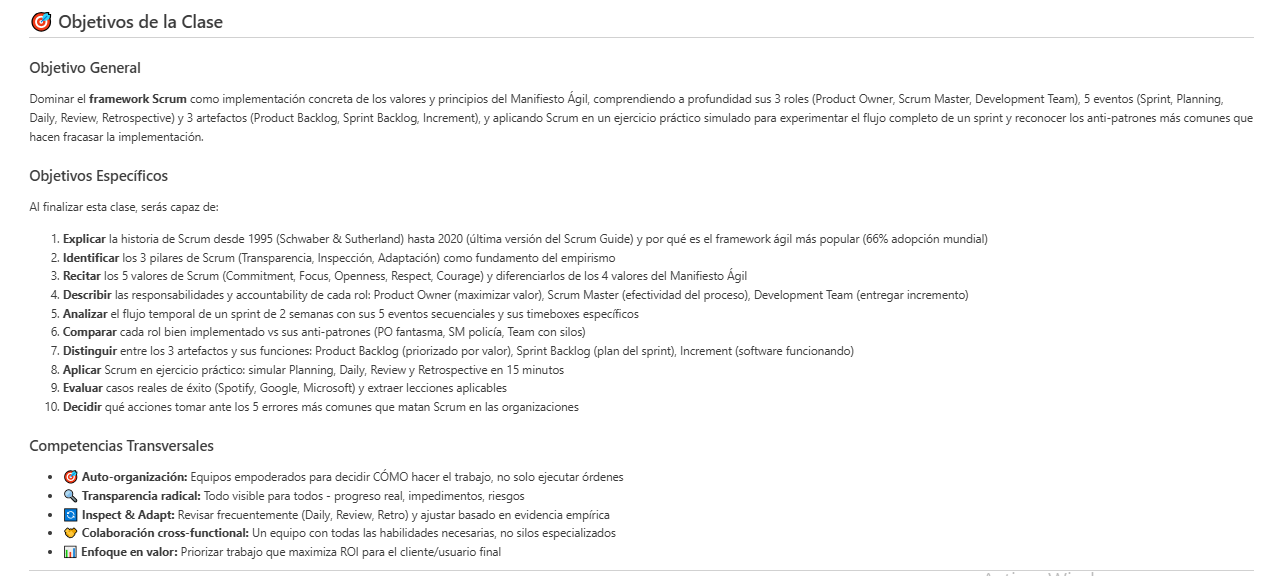 🎯 Objetivos de la Clase
Objetivo General
Dominar el framework Scrum como implementación concreta de los valores y principios del Manifiesto Ágil, comprendiendo a profundidad sus 3 roles (Product Owner, Scrum Master, Development Team), 5 eventos (Sprint, Planning,
Daily, Review, Retrospective) y 3 artefactos (Product Backlog, Sprint Backlog, Increment), y aplicando Scrum en un ejercicio práctico simulado para experimentar el flujo completo de un sprint y reconocer los anti-patrones más comunes que
hacen fracasar la implementación.
Objetivos Específicos
Al finalizar esta clase, serás capaz de:
1. Explicar la historia de Scrum desde 1995 (Schwaber & Sutherland) hasta 2020 (última versión del Scrum Guide) y por qué es el framework ágil más popular (66% adopción mundial)
2. Identificar los 3 pilares de Scrum (Transparencia, Inspección, Adaptación) como fundamento del empirismo
3. Recitar los 5 valores de Scrum (Commitment, Focus, Openness, Respect, Courage) y diferenciarlos de los 4 valores del Manifiesto Ágil
4. Describir las responsabilidades y accountability de cada rol: Product Owner (maximizar valor), Scrum Master (efectividad del proceso), Development Team (entregar incremento)
5. Analizar el flujo temporal de un sprint de 2 semanas con sus 5 eventos secuenciales y sus timeboxes específicos
6. Comparar cada rol bien implementado vs sus anti-patrones (PO fantasma, SM policía, Team con silos)
7. Distinguir entre los 3 artefactos y sus funciones: Product Backlog (priorizado por valor), Sprint Backlog (plan del sprint), Increment (software funcionando)
8. Aplicar Scrum en ejercicio práctico: simular Planning, Daily, Review y Retrospective en 15 minutos
9. Evaluar casos reales de éxito (Spotify, Google, Microsoft) y extraer lecciones aplicables
10. Decidir qué acciones tomar ante los 5 errores más comunes que matan Scrum en las organizaciones
Competencias Transversales
• 🎯 Auto-organización: Equipos empoderados para decidir CÓMO hacer el trabajo, no solo ejecutar órdenes
• 🔍 Transparencia radical: Todo visible para todos - progreso real, impedimentos, riesgos
• 🔄 Inspect & Adapt: Revisar frecuentemente (Daily, Review, Retro) y ajustar basado en evidencia empírica
• 🤝 Colaboración cross-functional: Un equipo con todas las habilidades necesarias, no silos especializados
• 📊 Enfoque en valor: Priorizar trabajo que maximiza ROI para el cliente/usuario final